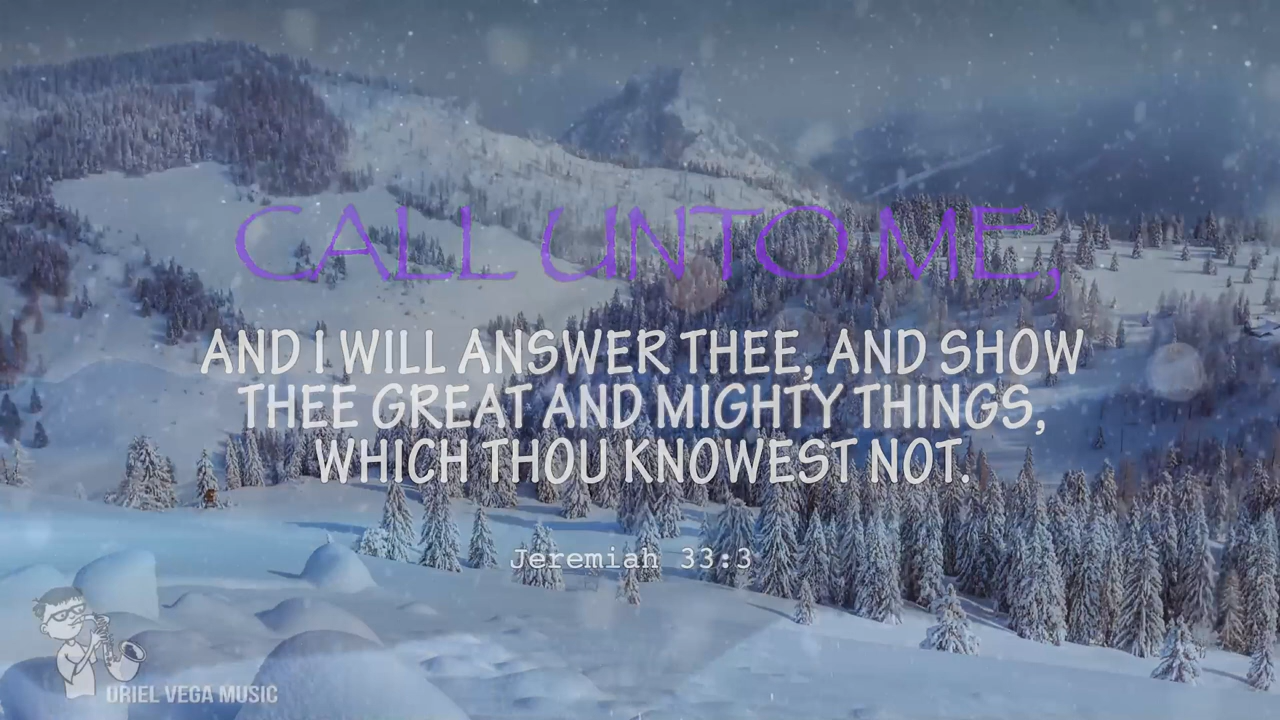 CALL UNTO ME,
AND I WILL ANSWER THEE, AND SHOW
THEE GREAT AND MIGHTY THINGS,
WHICH THOU KNOWEST NOT.
Jeremiah 33:3
URIEL VEGA MUSIC